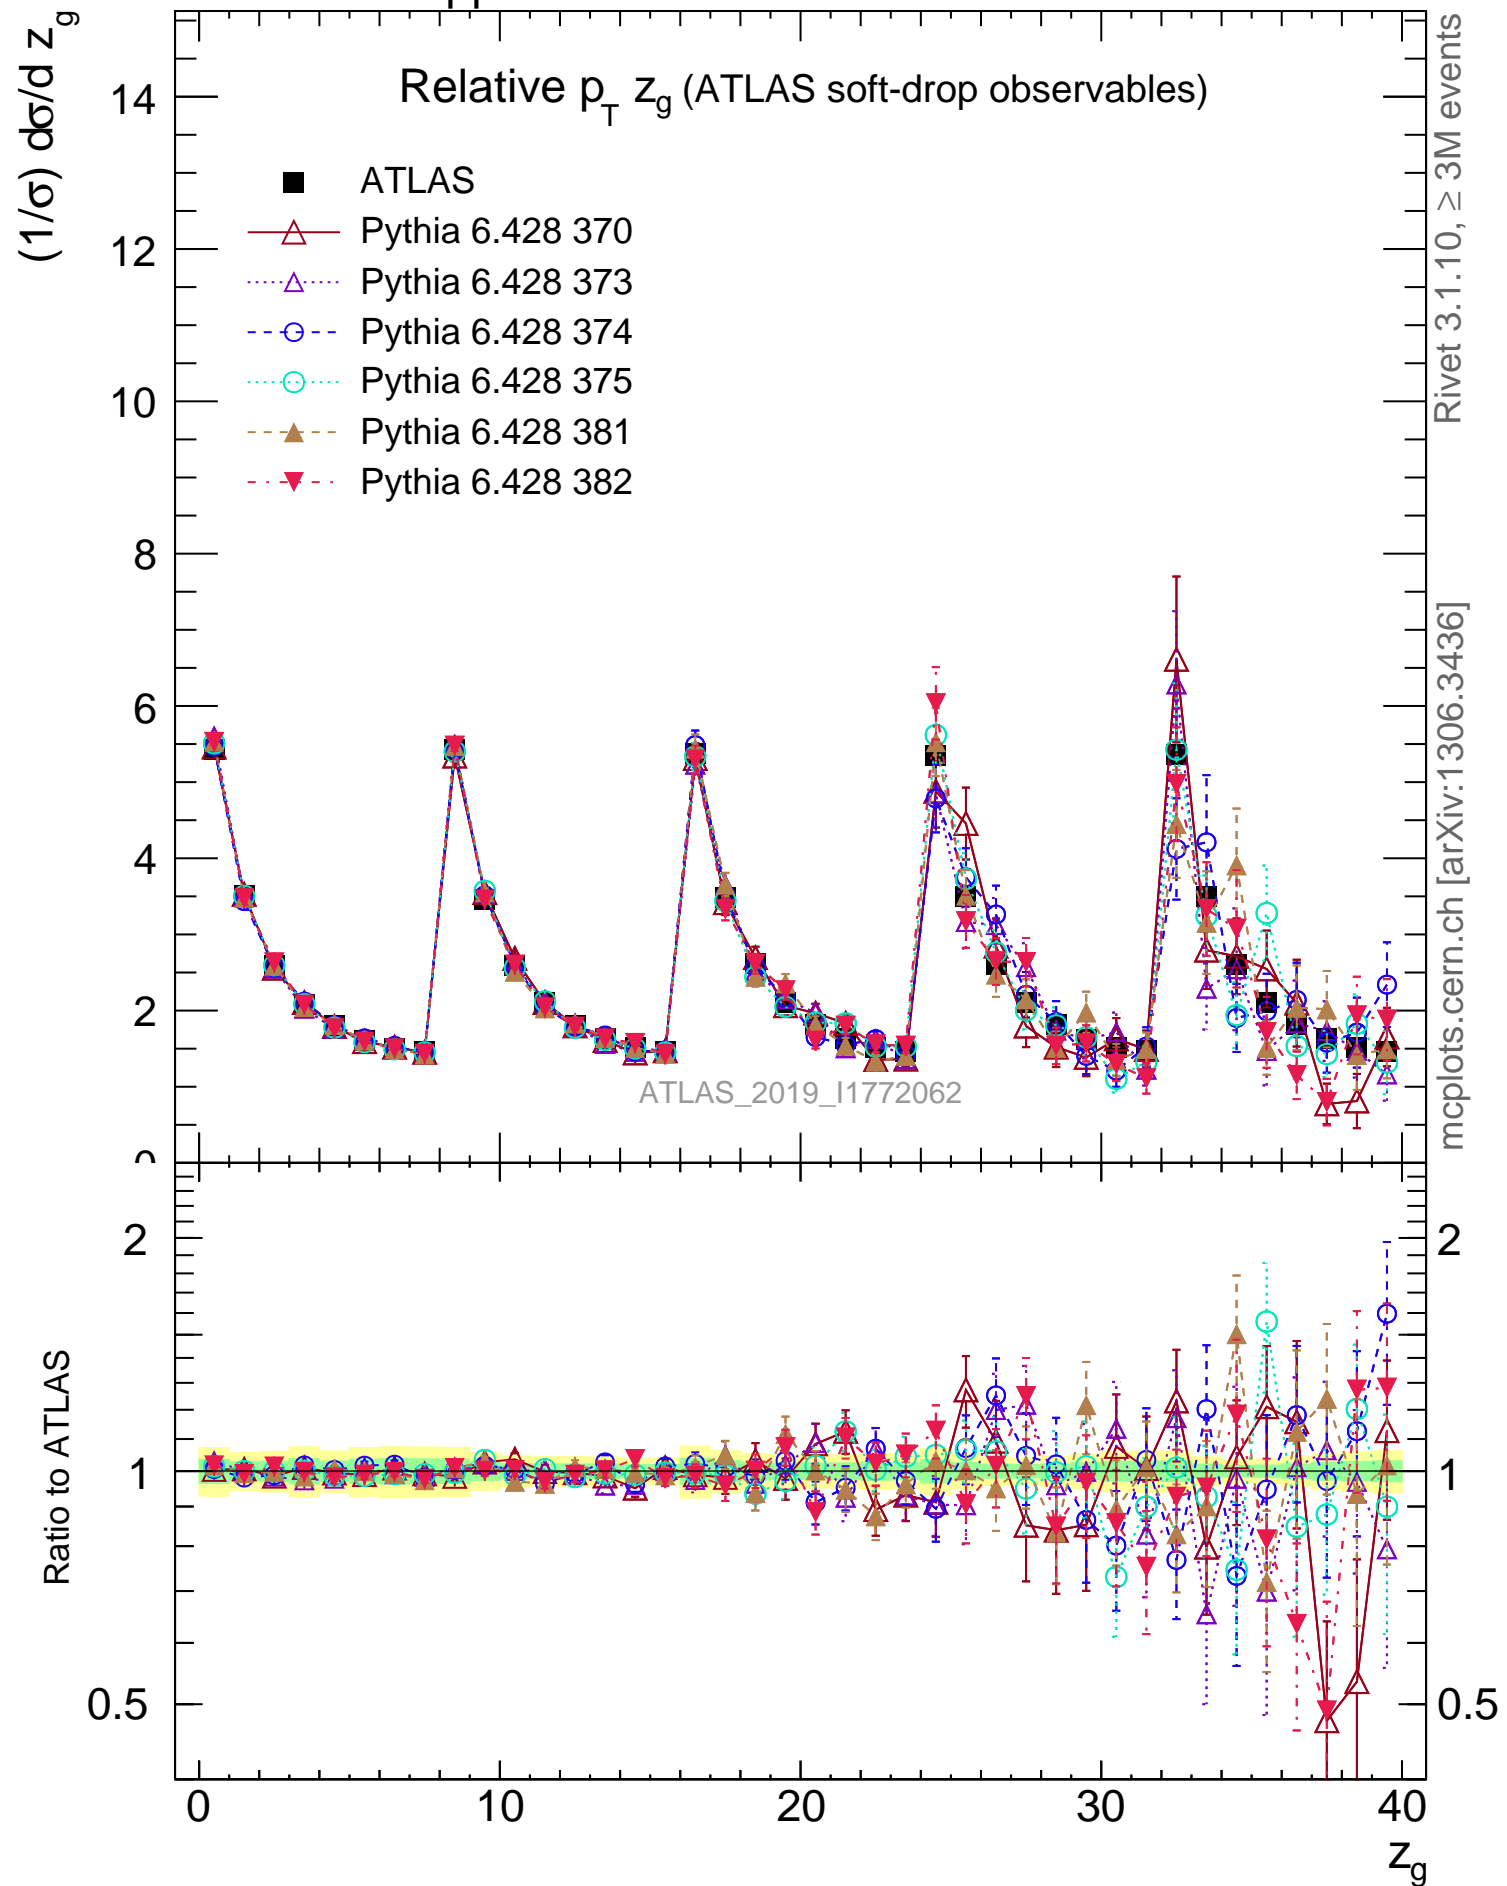 (1/σ) dσ/d z_g
Relative p_T z_g (ATLAS soft-drop observables)
ATLAS
Pythia 6.428 370
Pythia 6.428 373
Pythia 6.428 374
Pythia 6.428 375
Pythia 6.428 381
Pythia 6.428 382
14
12
10
8
6
4
2
0
ATLAS_2019_I1772062
Rivet 3.1.10, ≥ 3M events
mcplots.cern.ch [arXiv:1306.3436]
Ratio to ATLAS
2
1
0.5
2
1
0.5
0
10
20
30
40
z_g